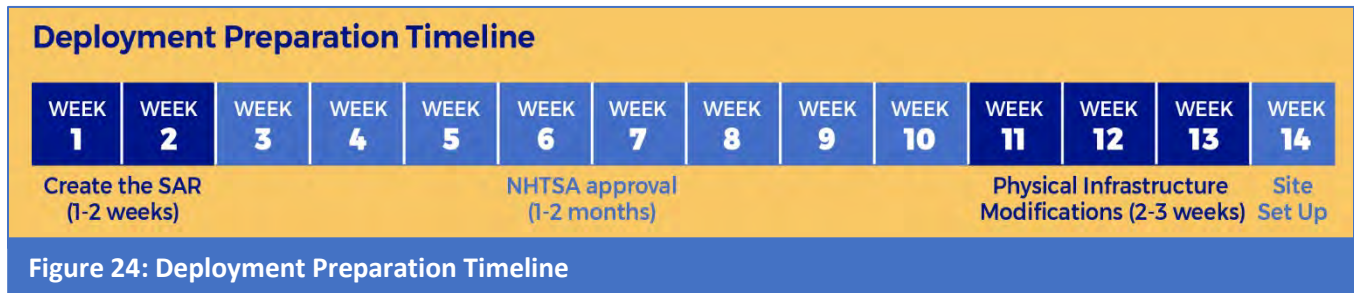 Deployment Preparation Timeline
WEEK WEEK WEEK WEEK WEEK WEEK WEEK WEEK WEEK WEEK WEEK WEEK WEEK WEEK
1 2 3 4 5 6 7 8 9 10 11 12 13 14
Create the SAR NHTSA approval Physical Infrastructure Site
(1-2 weeks) (1-2 months) Modifications (2-3 weeks) Set Up
Figure 24: Deployment Preparation Timeline